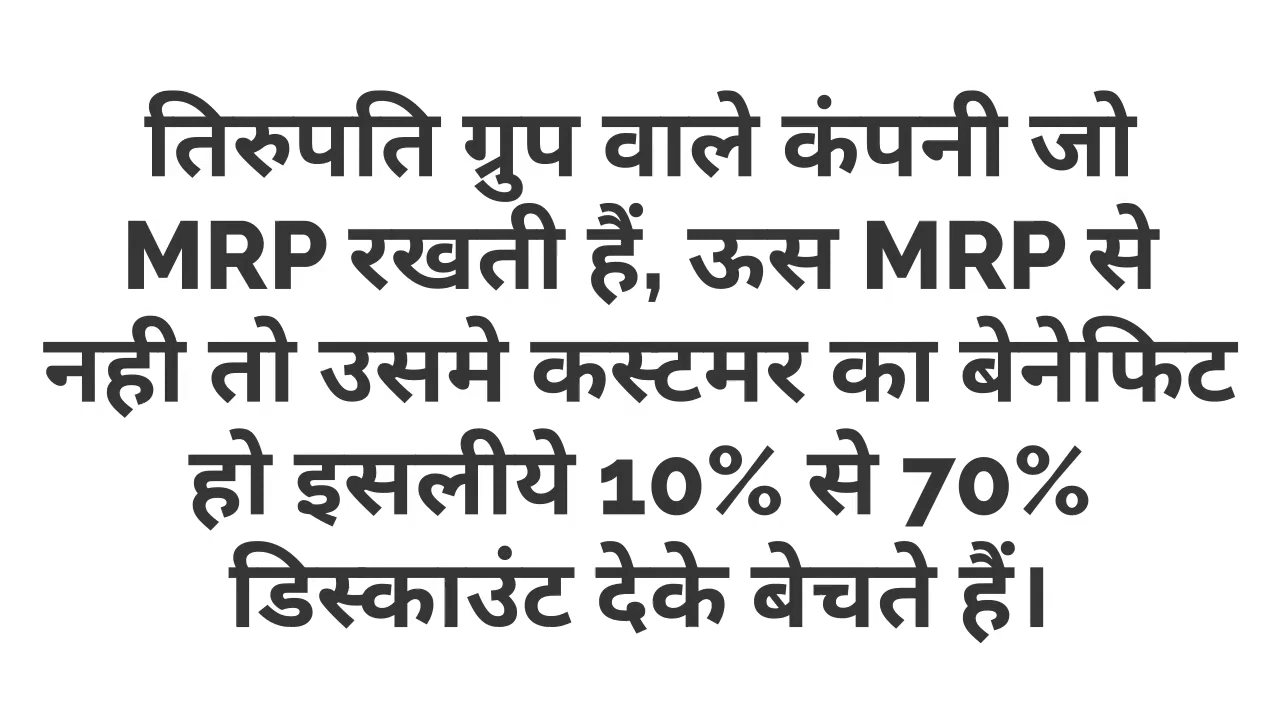 तिरुपति ग्रुप वाले कंपनी जो
MRP रखती हैं, ऊस MRP से
नही तो उसमे कस्टमर का बेनेफिट
हो इसलीये 10% से 70%
डिस्काउंट देके बेचते हैं।